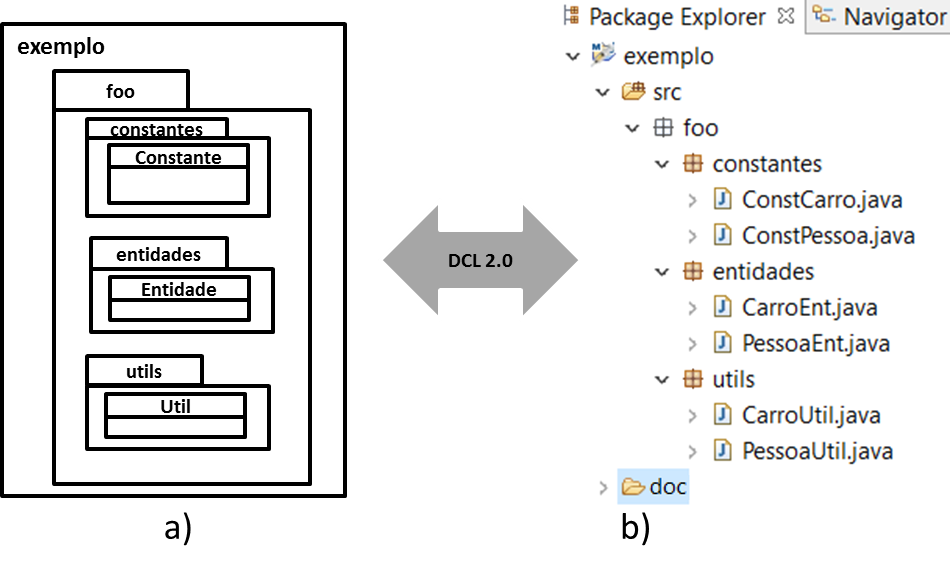 exemplo
foo
constantes
Constante
entidades
Entidade
utils
Util
a)
DCL 2.0
Package Explorer Navigator
exemplo
src
foo
constantes
ConstCarro.java
ConstPessoa.java
entidades
CarroEnt.java
PessoaEnt.java
utils
CarroUtil.java
PessoaUtil.java
doc
b)